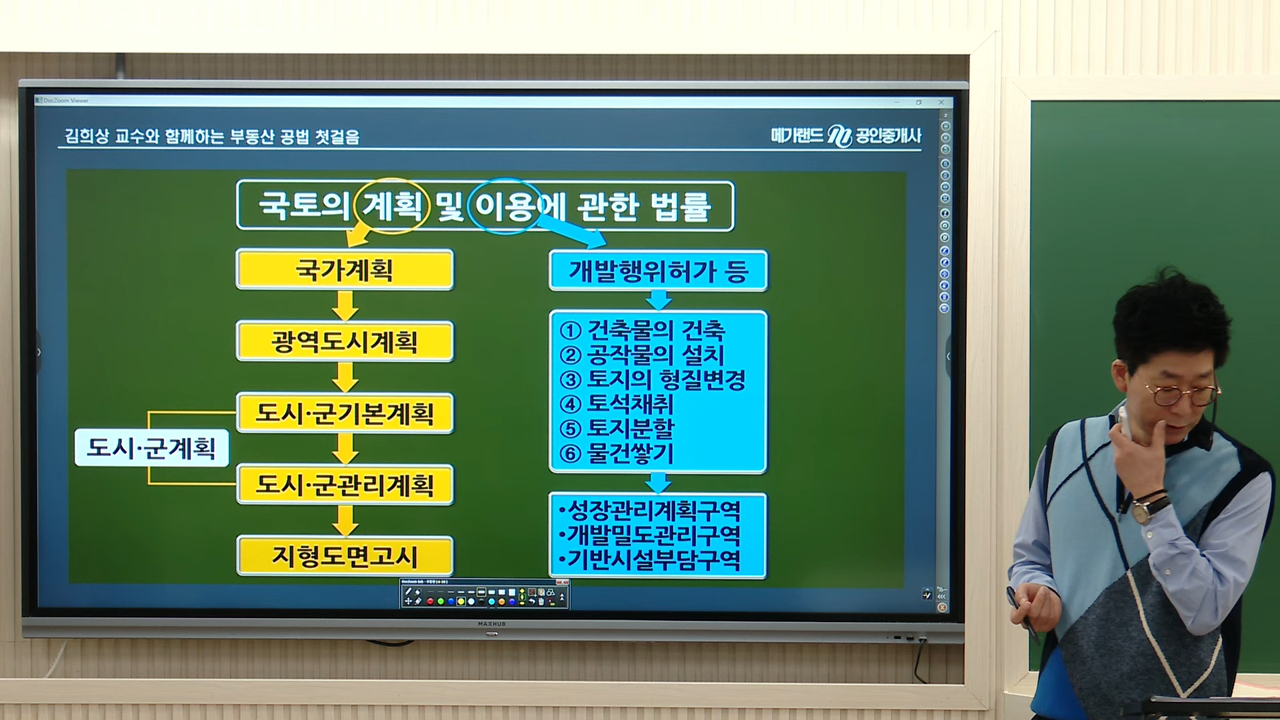 DocZoom Viewer
김희상 교수와 함께하는 부동산 공법 첫걸음
메가랜드 공인중개사
국토의 계획 및 이용에 관한 법률
국가계획
광역도시계획
도시·군기본계획
도시·군계획
도시·군관리계획
지형도면고시
개발행위허가 등
① 건축물의 건축
② 공작물의 설치
③ 토지의 형질변경
④ 토석채취
⑤ 토지분할
⑥ 물건쌓기
·성장관리계획구역
·개발밀도관리구역
·기반시설부담구역
MAXHUB